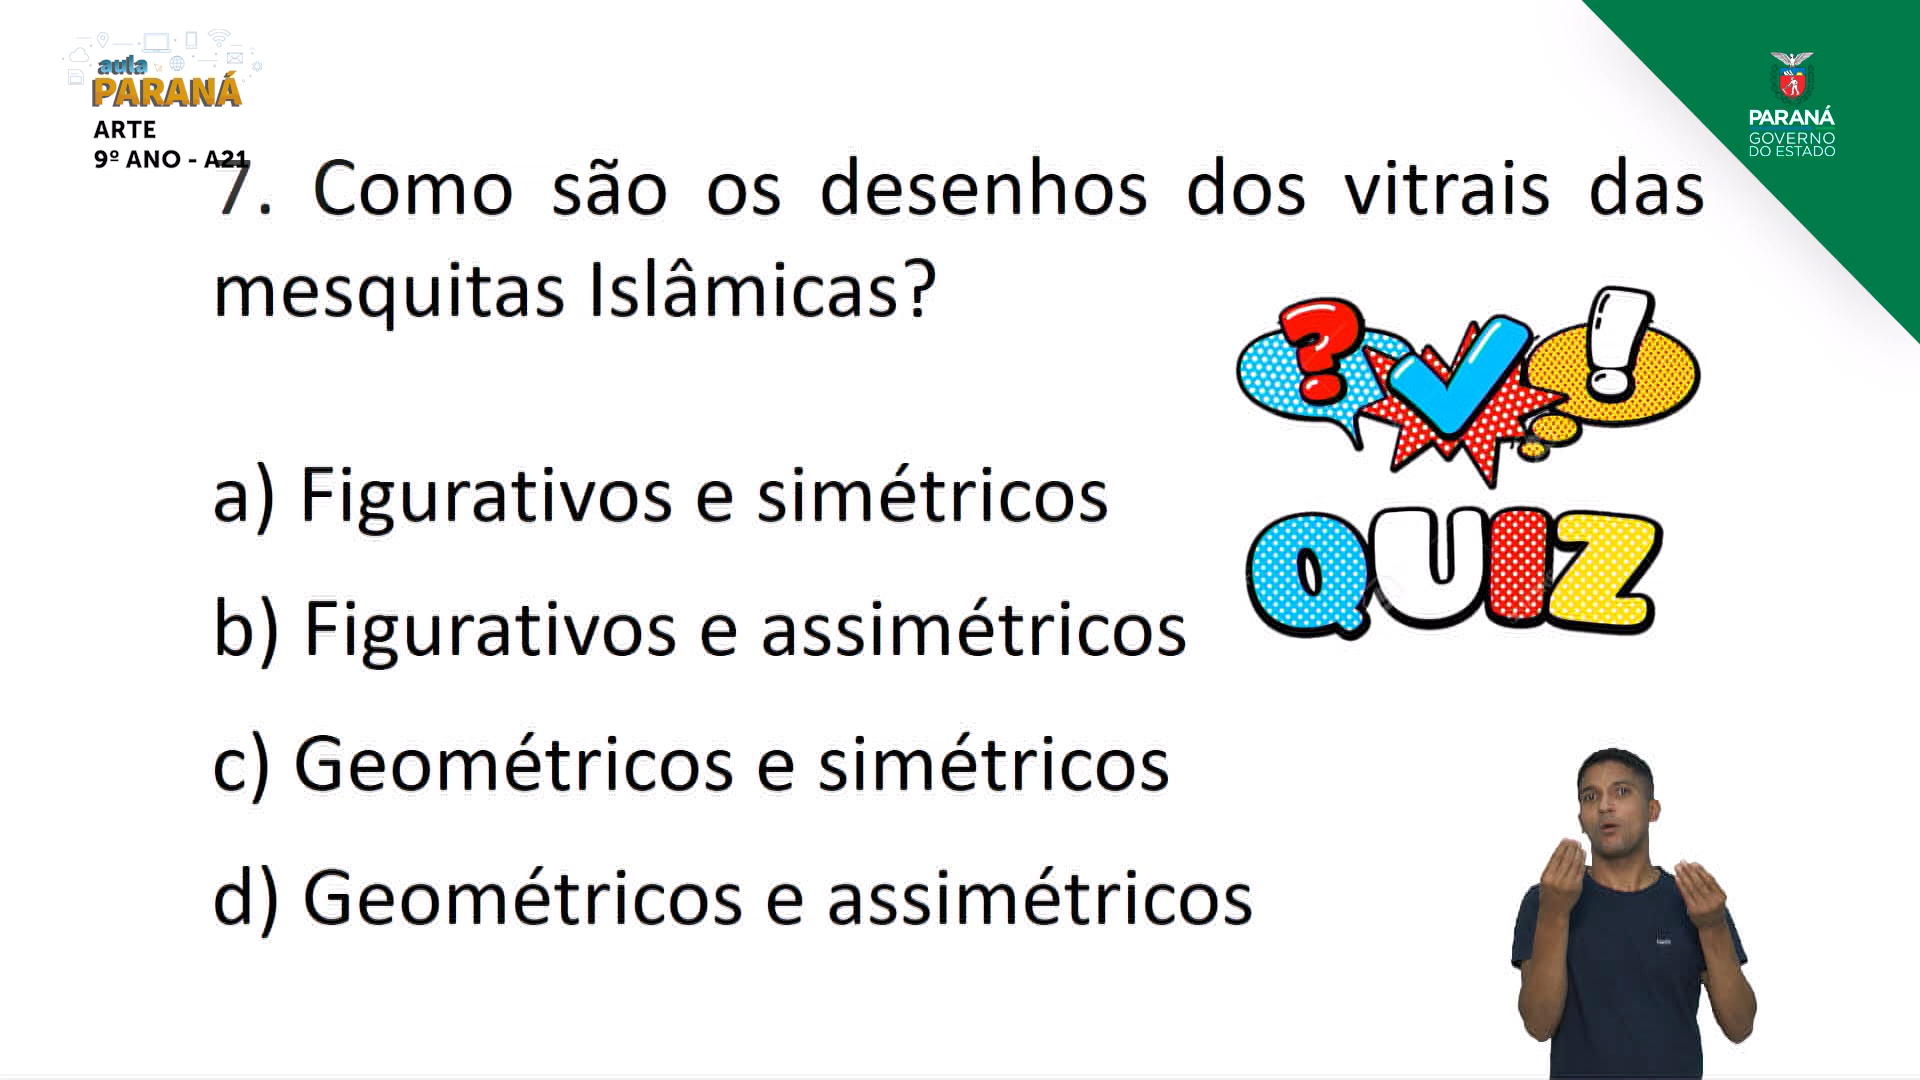 aula
PARANÁ
ARTE
9º ANO - A21
PARANÁ
GOVERNO
DO ESTADO
7. Como são os desenhos dos vitrais das
mesquitas Islâmicas?
a) Figurativos e simétricos
b) Figurativos e assimétricos
c) Geométricos e simétricos
d) Geométricos e assimétricos
QUIZ